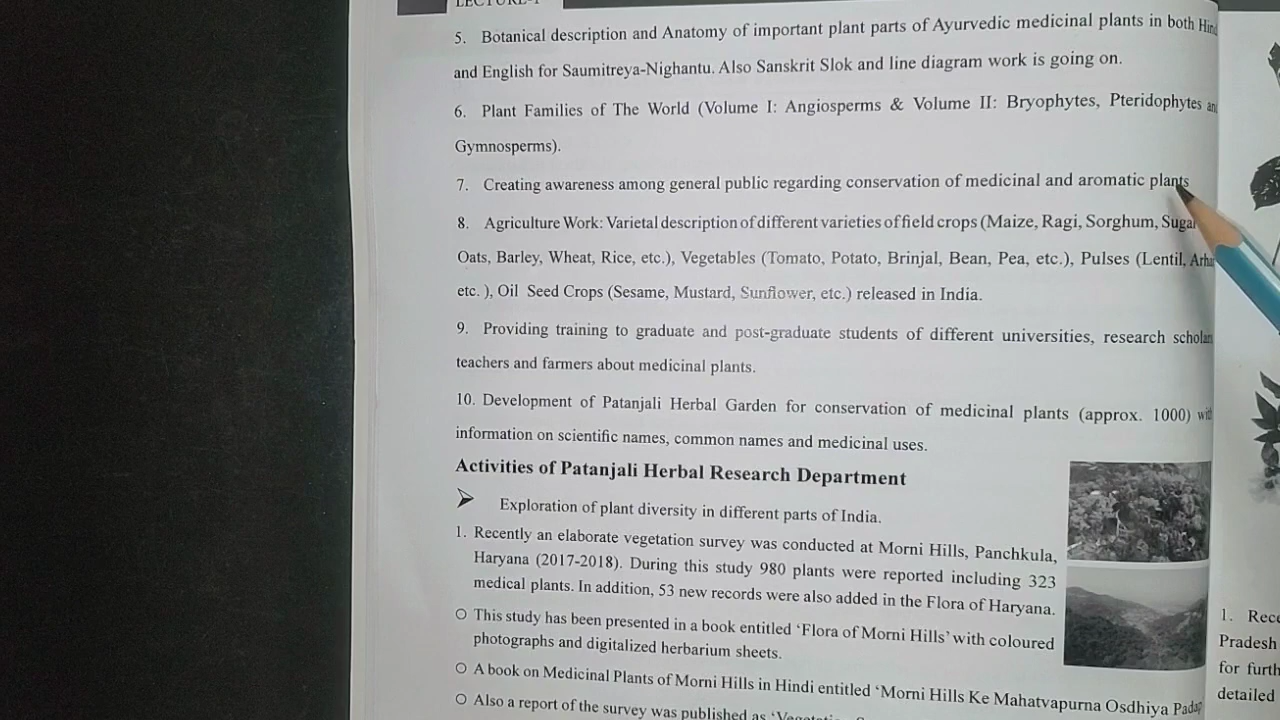 LECTURE-1
5. Botanical description and Anatomy of important plant parts of Ayurvedic medicinal plants in both
and English for Saumitreya-Nighantu. Also Sanskrit Slok and line diagram work is going on.
6. Plant Families of The World (Volume I: Angiosperms & Volume II: Bryophytes, Pteridophytes
Gymnosperms).
7. Creating awareness among general public regarding conservation of medicinal and aromatic plants
8. Agriculture Work: Varietal description of different varieties of field crops (Maize, Ragi, Sorghum,
Oats, Barley, Wheat, Rice, etc.), Vegetables (Tomato, Potato, Brinjal, Bean, Pea, etc.), Pulses (Lentil,
etc. ), Oil Seed Crops (Sesame, Mustard, Sunflower, etc.) released in India.
9. Providing training to graduate and post-graduate students of different universities, research
teachers and farmers about medicinal plants.
10. Development of Patanjali Herbal Garden for conservation of medicinal plants (approx. 1000)
information on scientific names, common names and medicinal uses.
Activities of Patanjali Herbal Research Department
➢ Exploration of plant diversity in different parts of India.
1. Recently an elaborate vegetation survey was conducted at Morni Hills, Panchkula,
Haryana (2017-2018). During this study 980 plants were reported including 323
medical plants. In addition, 53 new records were also added in the Flora of Haryana.
○ This study has been presented in a book entitled ‘Flora of Morni Hills’ with coloured
photographs and digitalized herbarium sheets.
○ A book on Medicinal Plants of Morni Hills in Hindi entitled ‘Morni Hills Ke Mahatvapurna Osdhiya
○ Also a report of the survey was published as
1.
Pradesh
for
detailed